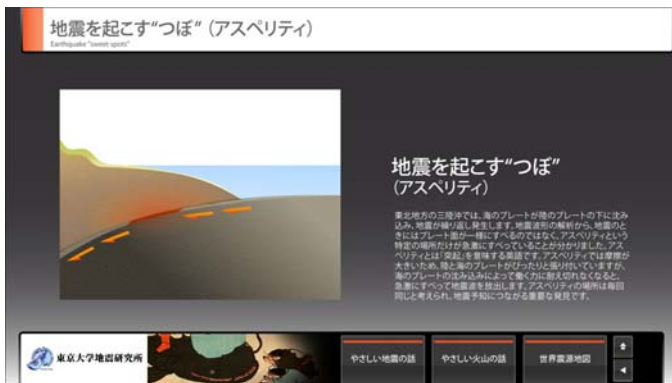 地震を起こす“つぼ”（アスペリティ）
Earthquake "sweet spots"
地震を起こす“つぼ”
（アスペリティ）
東北地方の三陸沖では、海のプレートが陸のプレートの下に沈み
込み、地震が繰り返し発生します。地震波形の解析から、地震のと
きにはプレート面が一様にすべるのではなく、アスペリティという
特定の場所だけが急激にすべっていることが分かりました。アス
ペリティとは「突起」を意味する英語です。アスペリティでは摩擦が
大きいため、陸と海のプレートがぴったりと張り付いていますが、
海のプレートの沈み込みによって働く力に耐え切れなくなると、
急激にすべって地震波を放出します。アスペリティの場所は毎回
同じと考えられ、地震予知につながる重要な発見です。
東京大学地震研究所
やさしい地震の話
やさしい火山の話
世界震源地図